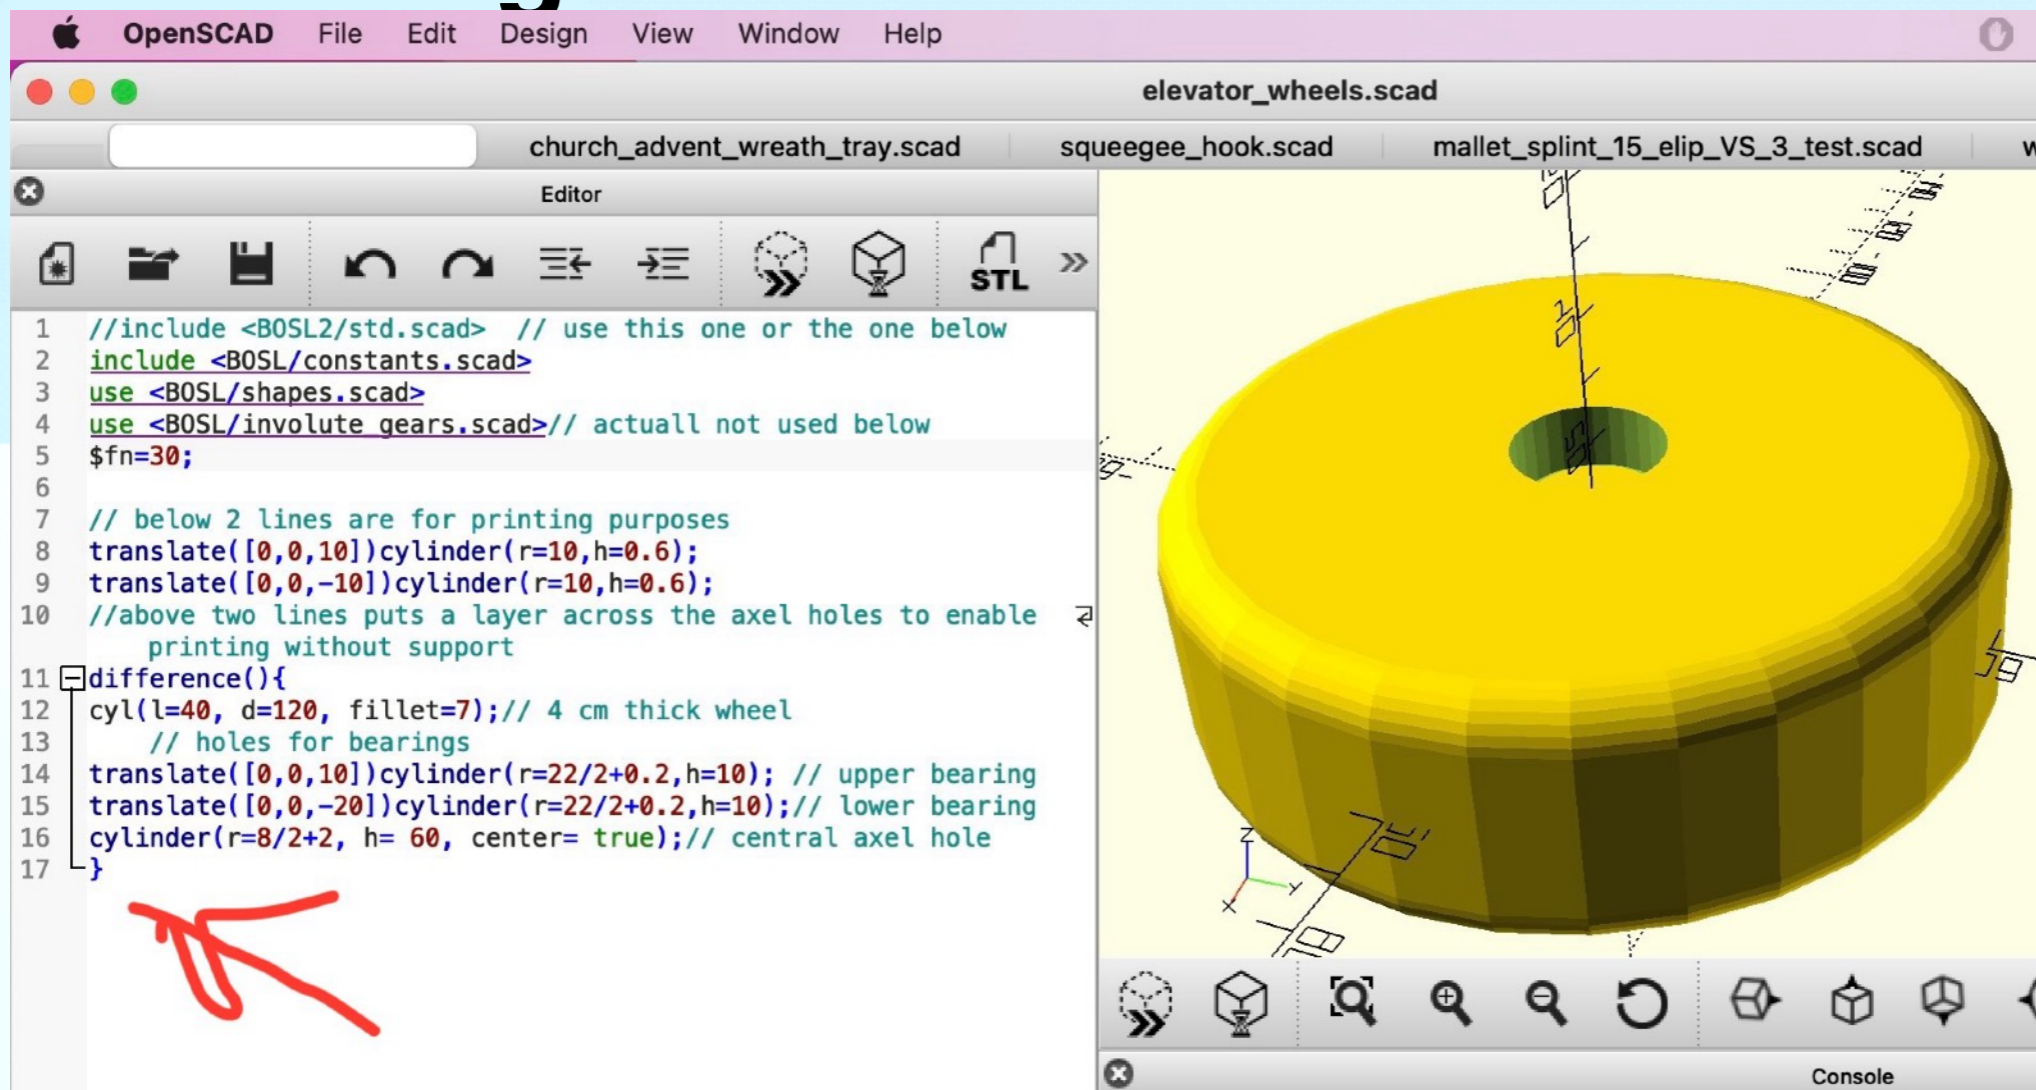 OpenSCAD File Edit Design View Window Help
elevator_wheels.scad
church_advent_wreath_tray.scad squeegee_hook.scad mallet_splint_15_elip_VS_3_test.scad
Editor
STL
1 //include <BOSL2/std.scad> // use this one or the one below
2 include <BOSL/constants.scad>
3 use <BOSL/shapes.scad>
4 use <BOSL/involute_gears.scad>// actuall not used below
5 $fn=30;
6
7 // below 2 lines are for printing purposes
8 translate([0,0,10])cylinder(r=10,h=0.6);
9 translate([0,0,-10])cylinder(r=10,h=0.6);
10 //above two lines puts a layer across the axel holes to enable
printing without support
11 difference(){
12 cyl(l=40, d=120, fillet=7);// 4 cm thick wheel
13 // holes for bearings
14 translate([0,0,10])cylinder(r=22/2+0.2,h=10); // upper bearing
15 translate([0,0,-20])cylinder(r=22/2+0.2,h=10);// lower bearing
16 cylinder(r=8/2+2, h= 60, center= true);// central axel hole
17 }
Z
Y
X
Console